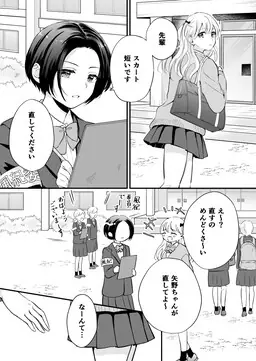 先輩
スカート
短いです
直してください
え〜？
直すの
めんどくさい
矢野ちゃんが
直してよ〜
なーんて…